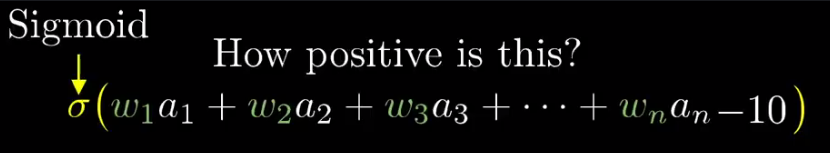 Sigmoid
How positive is this?
σ(w₁a₁ + w₂a₂ + w₃a₃ + ⋯ + wₙaₙ−10)